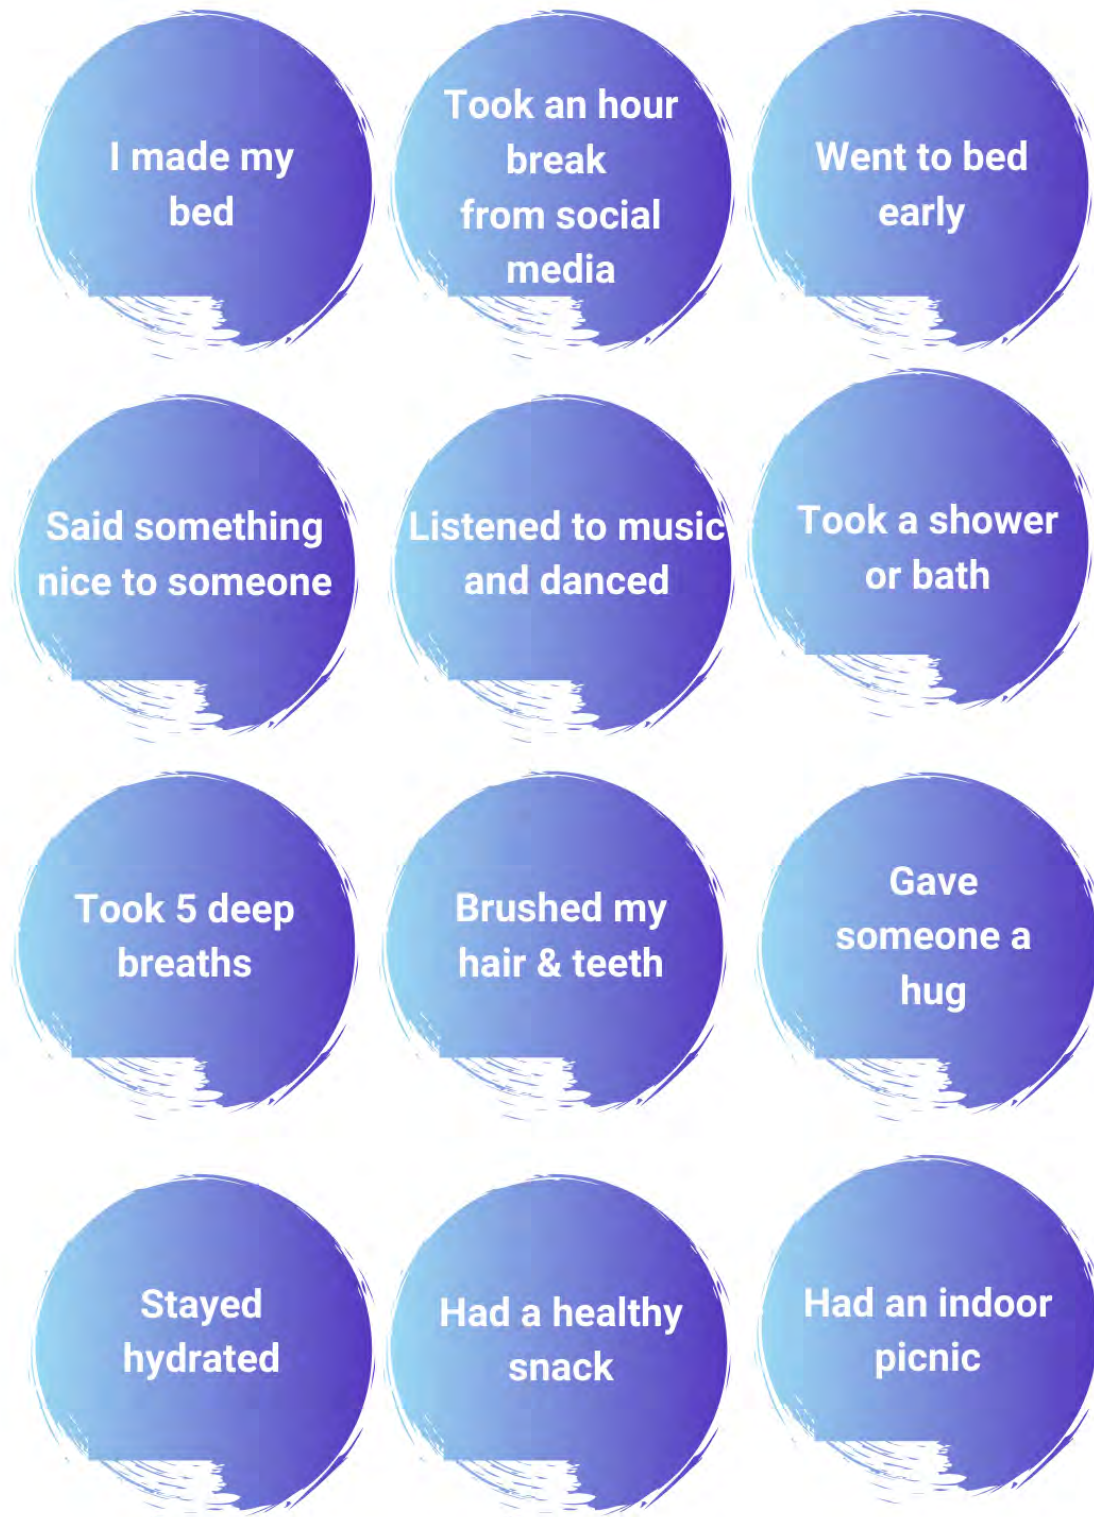 I made my
bed
Took an hour
break
from social
media
Went to bed
early
Said something
nice to someone
Listened to music
and danced
Took a shower
or bath
Took 5 deep
breaths
Brushed my
hair & teeth
Gave
someone a
hug
Stayed
hydrated
Had a healthy
snack
Had an indoor
picnic